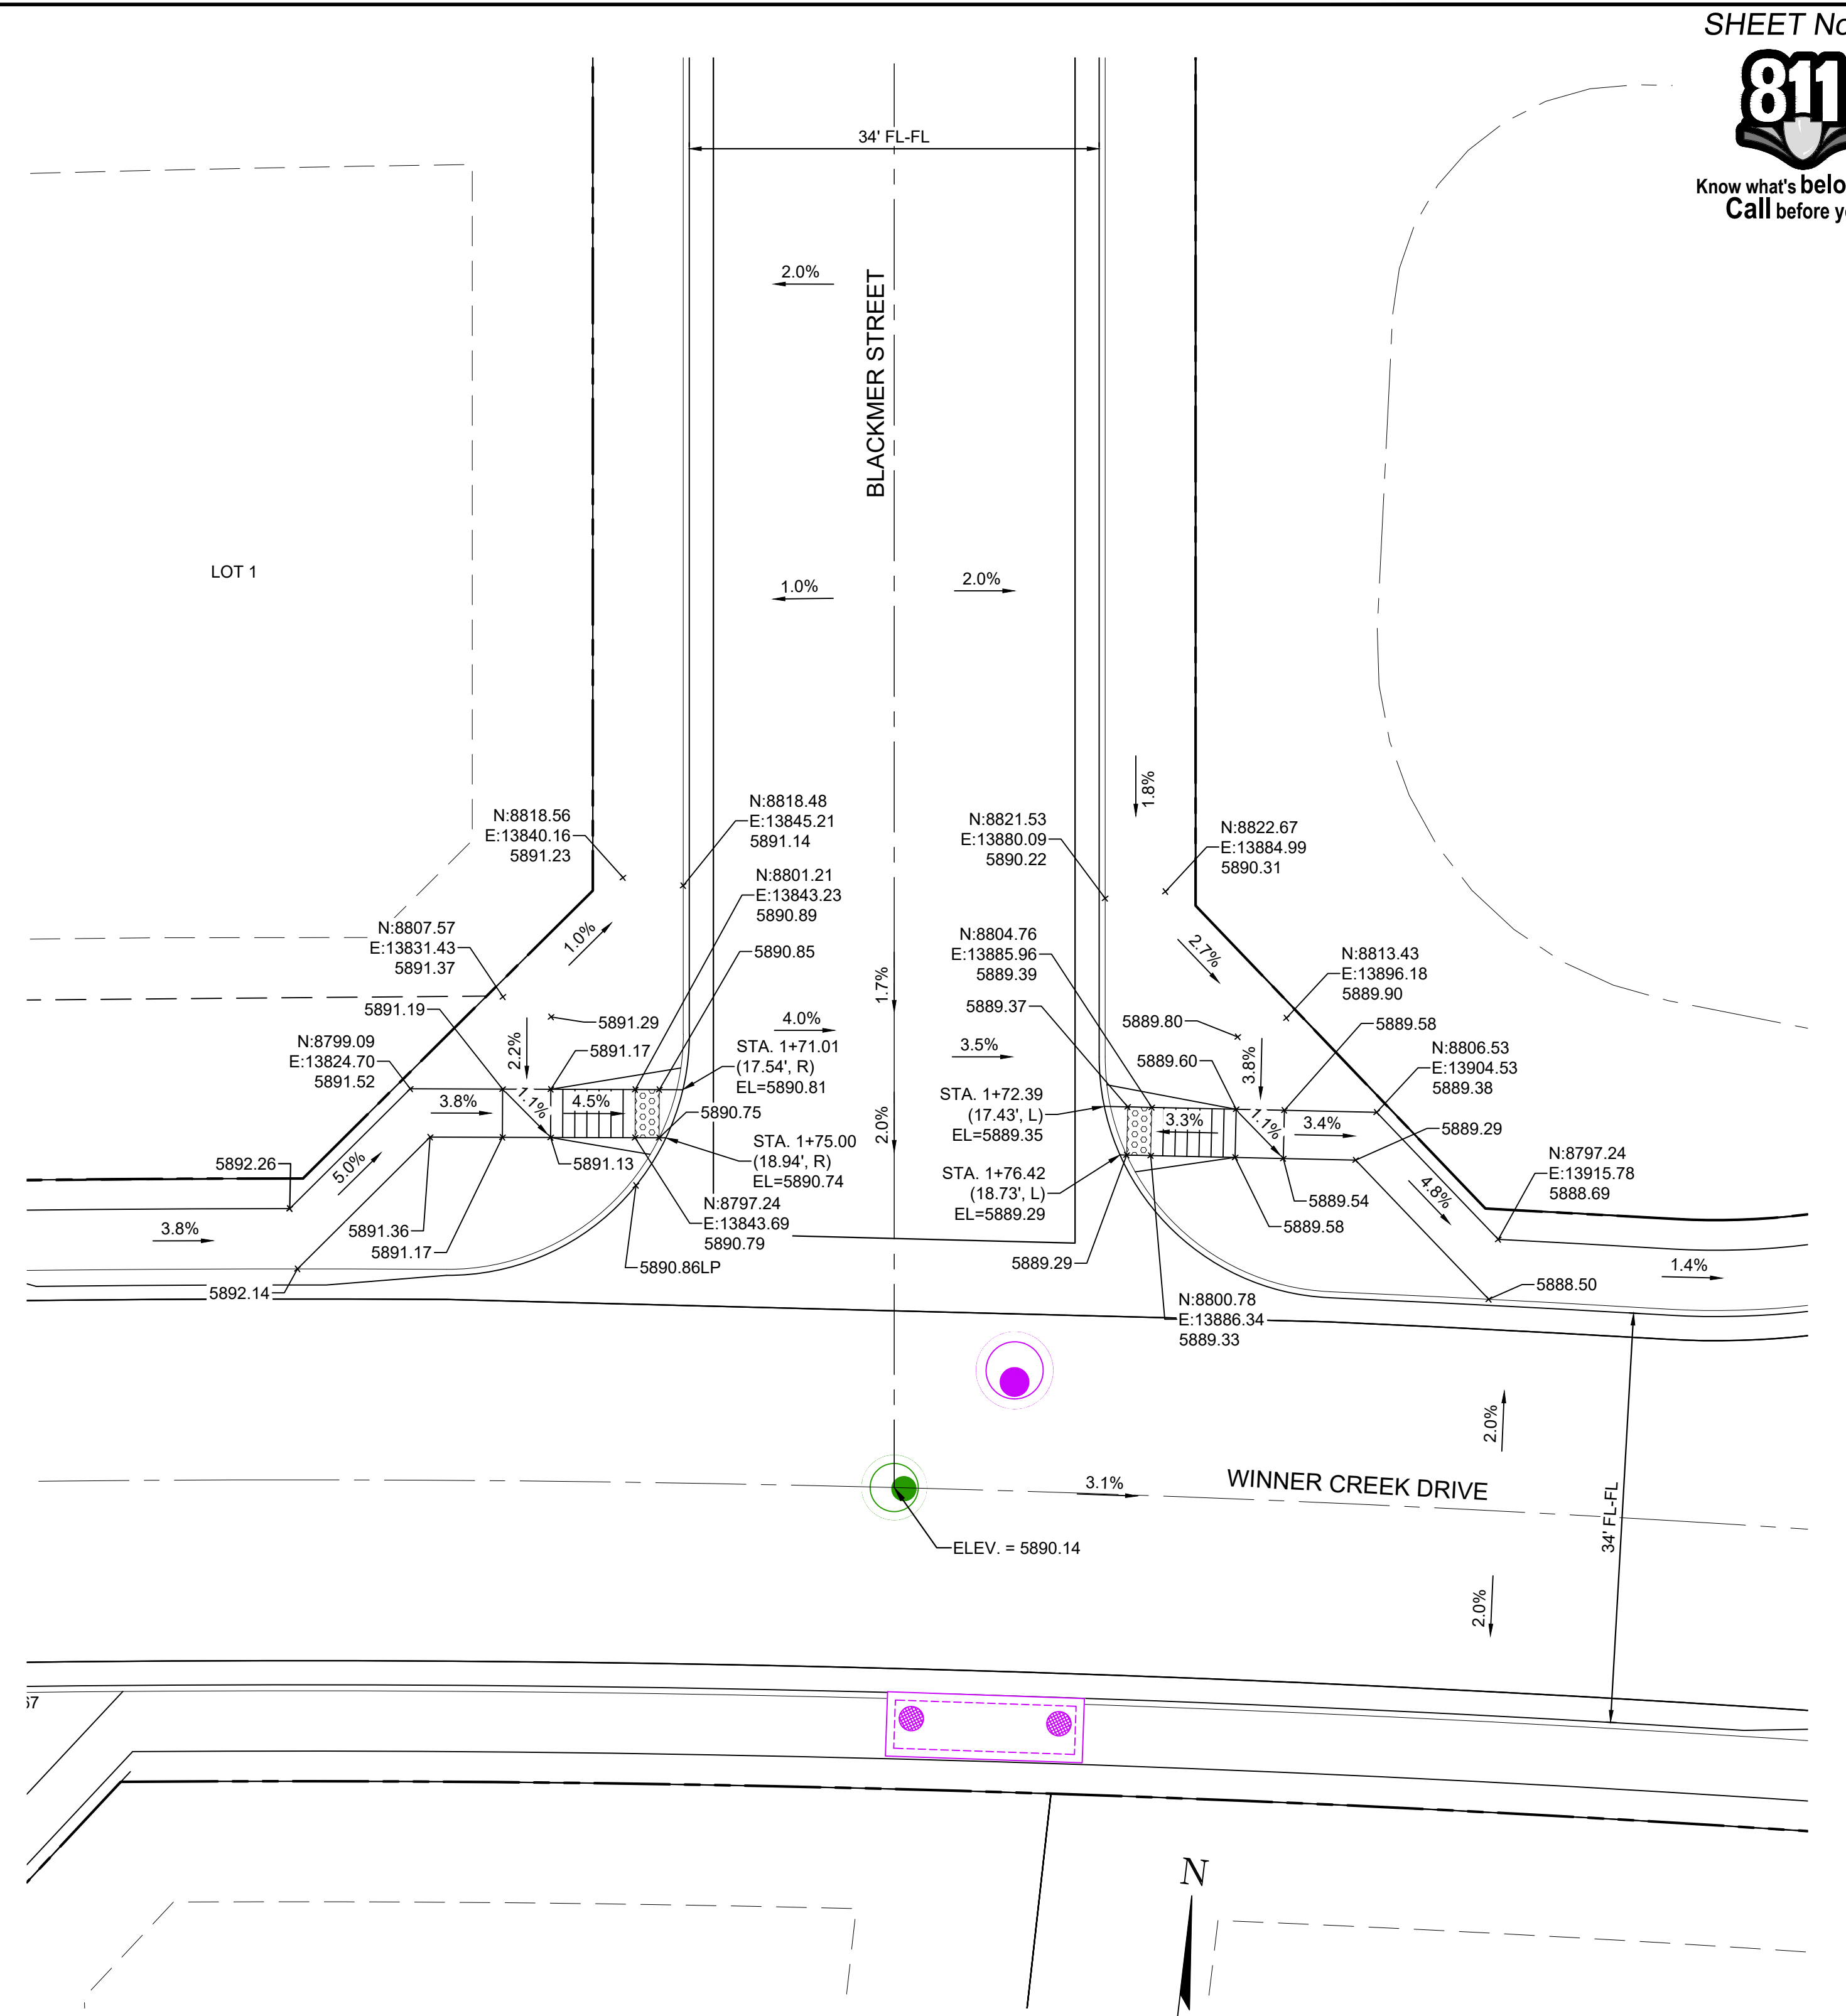 SHEET No
811
Know what's belo
Call before y
34' FL-FL
2.0%
BLACKMER STREET
LOT 1
1.0%
2.0%
1.8%
N:8818.56
E:13840.16
5891.23
N:8818.48
E:13845.21
5891.14
N:8821.53
E:13880.09
5890.22
N:8822.67
E:13884.99
5890.31
N:8801.21
E:13843.23
5890.89
N:8807.57
E:13831.43
5891.37
1.0%
5890.85
N:8804.76
E:13885.96
5889.39
2.7%
N:8813.43
E:13896.18
5889.90
1.7%
5891.19
5891.29
4.0%
5889.37
5889.80
5889.58
N:8799.09
E:13824.70
5891.52
2.2%
5891.17
STA. 1+71.01
(17.54', R)
EL=5890.81
3.5%
5889.60
3.8%
N:8806.53
E:13904.53
5889.38
3.8%
1.1%
4.5%
5890.75
2.0%
STA. 1+72.39
(17.43', L)
EL=5889.35
3.3%
1.1%
3.4%
5889.29
5892.26
5.0%
5891.13
STA. 1+75.00
(18.94', R)
EL=5890.74
STA. 1+76.42
(18.73', L)
EL=5889.29
5889.54
5889.58
4.8%
N:8797.24
E:13915.78
5888.69
3.8%
5891.36
5891.17
N:8797.24
E:13843.69
5890.79
5890.86LP
5889.29
1.4%
5892.14
N:8800.78
E:13886.34
5889.33
5888.50
2.0%
3.1%
WINNER CREEK DRIVE
34' FL-FL
ELEV. = 5890.14
2.0%
67
N